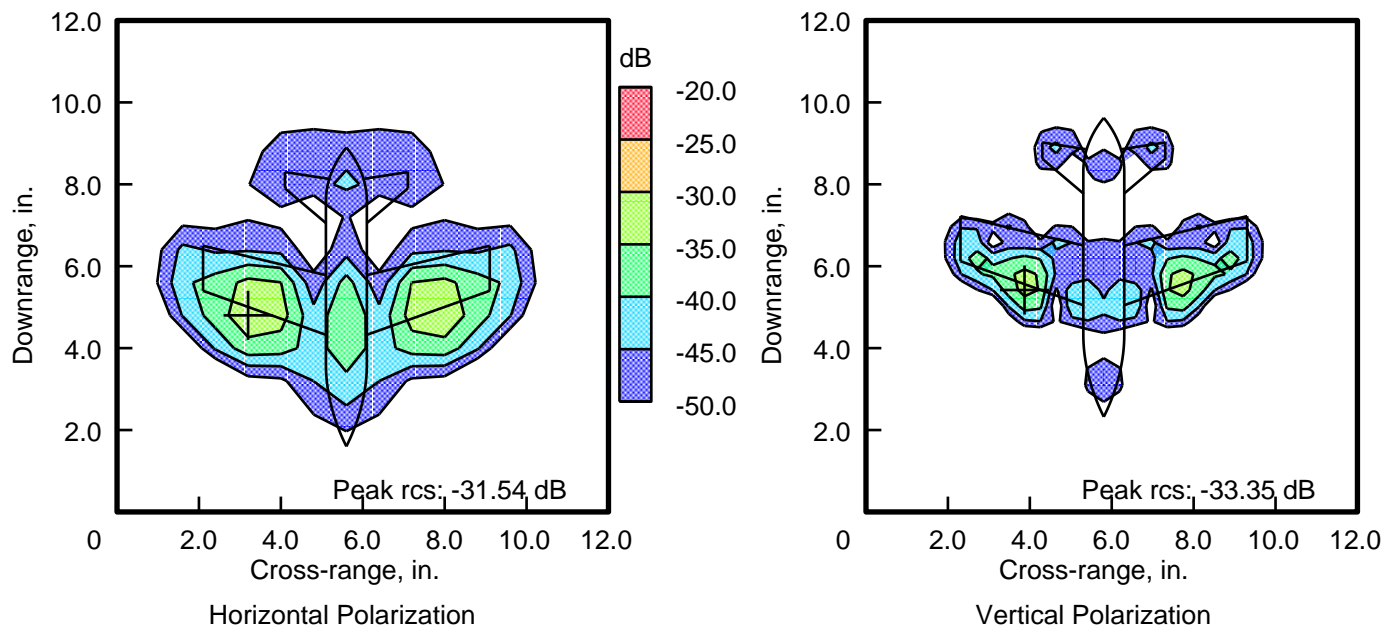 12.0
10.0
8.0
6.0
4.0
2.0
0
Downrange, in.
2.0 4.0 6.0 8.0 10.0 12.0
Cross-range, in.
Peak rcs: -31.54 dB
Horizontal Polarization
dB
-20.0
-25.0
-30.0
-35.0
-40.0
-45.0
-50.0
12.0
10.0
8.0
6.0
4.0
2.0
0
Downrange, in.
2.0 4.0 6.0 8.0 10.0 12.0
Cross-range, in.
Peak rcs: -33.35 dB
Vertical Polarization